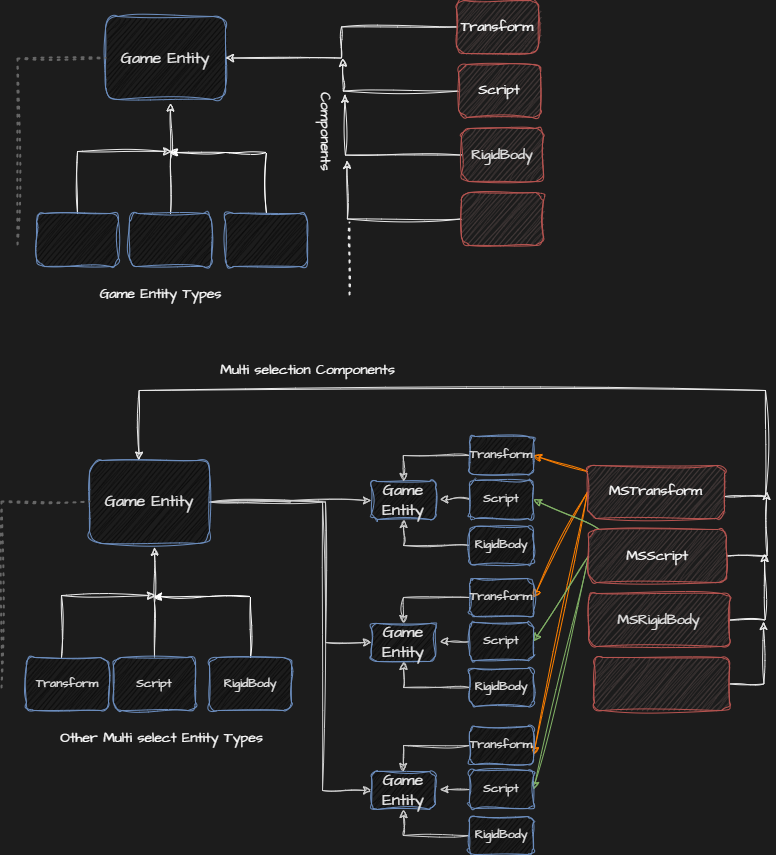 Transform
Game Entity
Script
Components
RigidBody
Game Entity Types
Multi selection Components
Transform
MSTransform
Game
Entity
Script
Game Entity
RigidBody
MSScript
Transform
MSRigidBody
Game
Entity
Script
Transform
Script
RigidBody
RigidBody
Other Multi select Entity Types
Transform
Game
Entity
Script
RigidBody